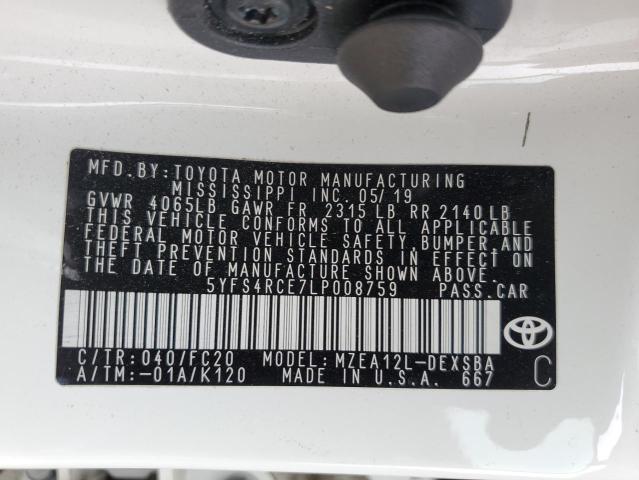 MFD. BY: TOYOTA MOTOR MANUFACTURING
MISSISSIPPI INC. 05/19
GVWR 4065LB GAWR FR 2315 LB RR 2140 LB
THIS VEHICLE CONFORMS TO ALL APPLICABLE
FEDERAL MOTOR VEHICLE SAFETY, BUMPER, AND
THEFT PREVENTION STANDARDS IN EFFECT ON
THE DATE OF MANUFACTURE SHOWN ABOVE.
5YFS4RCE7LP008759 PASS. CAR
C/TR: 040/FC20 MODEL: MZEA12L-DEXSBA
A/TM: -01A/K120 MADE IN U.S.A. 667 C